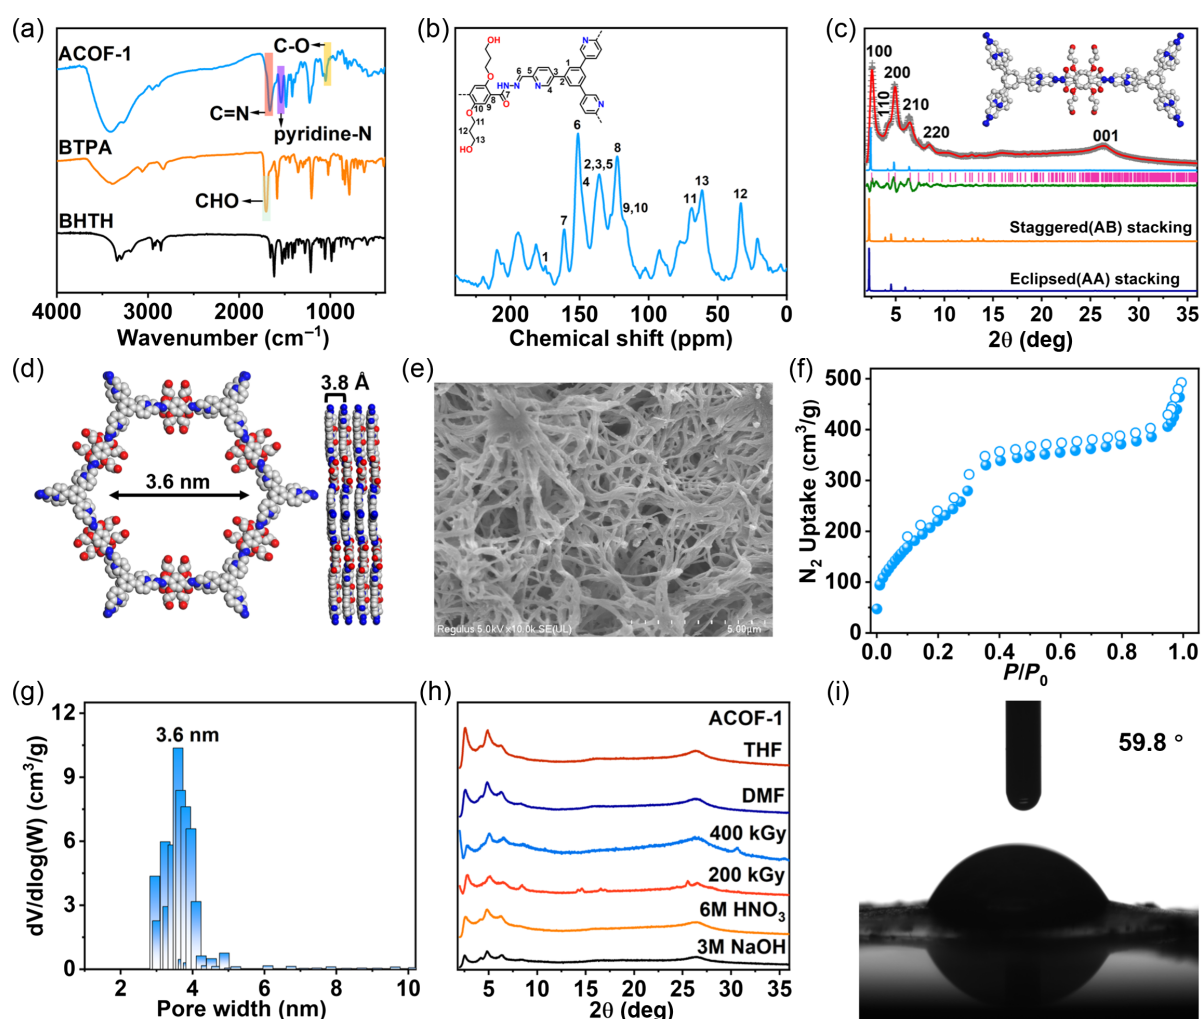 (a)
ACOF-1
C-O
C=N
pyridine-N
BTPA
CHO
BHTH
4000 3000 2000 1000
Wavenumber (cm⁻¹)
(b)
OH
O
HN-N
O
N
N
N
OH
1
2
3
4
5
6
7
8
9
10
11
12
13
6
2,3,5
4
8
7
1
9,10
11
13
12
200 150 100 50 0
Chemical shift (ppm)
(c)
100
110
200
210
220
001
Staggered(AB) stacking
Eclipsed(AA) stacking
5 10 15 20 25 30 35
2θ (deg)
(d)
3.6 nm
3.8 Å
(e)
Regulus 5.0kV x10.0k SE(UL)
5.00μm
(f)
N₂ Uptake (cm³/g)
500
400
300
200
100
0
0.0 0.2 0.4 0.6 0.8 1.0
P/P₀
(g)
dV/dlog(W) (cm³/g)
12
9
6
3
0
3.6 nm
2 4 6 8 10
Pore width (nm)
(h)
ACOF-1
THF
DMF
400 kGy
200 kGy
6M HNO₃
3M NaOH
5 10 15 20 25 30 35
2θ (deg)
(i)
59.8 °